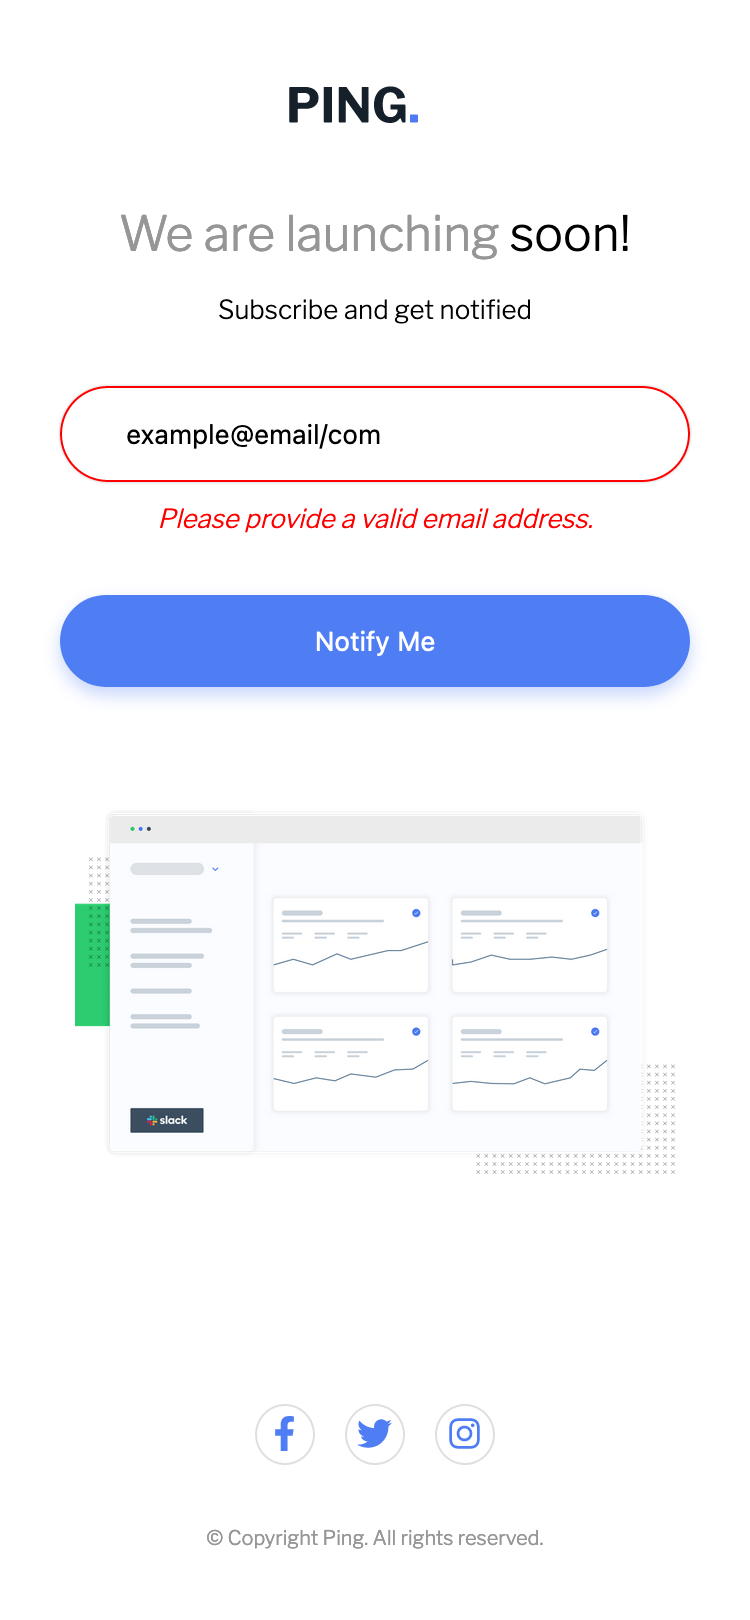 PING.
We are launching soon!
Subscribe and get notified
example@email/com
Please provide a valid email address.
Notify Me
slack
© Copyright Ping. All rights reserved.